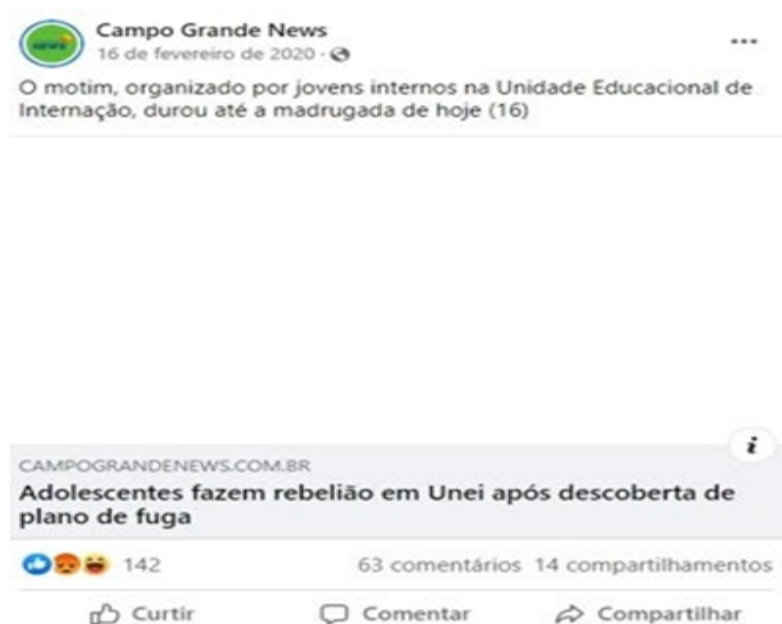 Campo Grande News
16 de fevereiro de 2020 ·
O motim, organizado por jovens internos na Unidade Educacional de
Internação, durou até a madrugada de hoje (16)
CAMPOGRANDENEWS.COM.BR
Adolescentes fazem rebelião em Unei após descoberta de
plano de fuga
142 63 comentários 14 compartilhamentos
Curtir Comentar Compartilhar